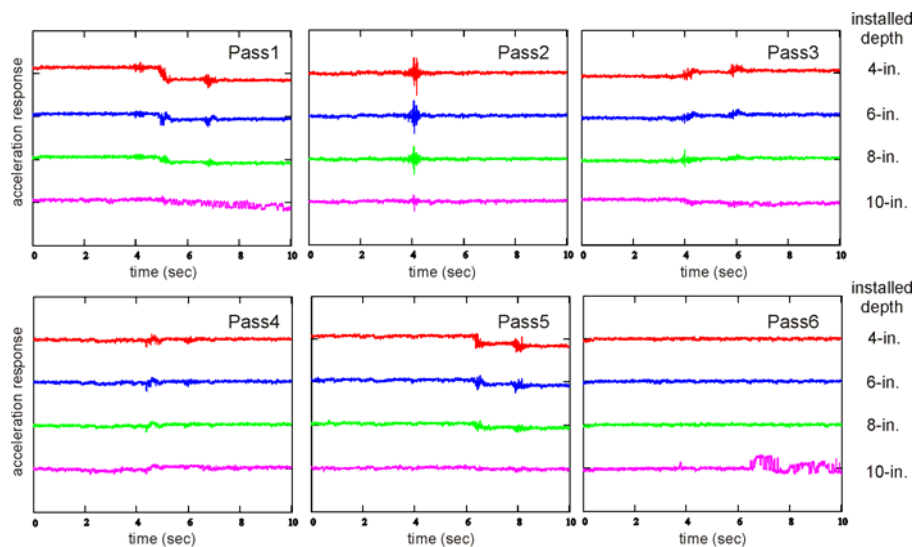 installed
depth
Pass1
Pass2
Pass3
4-in.
6-in.
8-in.
10-in.
acceleration response
0 2 4 6 8 10
0 2 4 6 8 10
0 2 4 6 8 10
time (sec)
time (sec)
time (sec)
installed
depth
Pass4
Pass5
Pass6
4-in.
6-in.
8-in.
10-in.
acceleration response
0 2 4 6 8 10
0 2 4 6 8 10
0 2 4 6 8 10
time (sec)
time (sec)
time (sec)